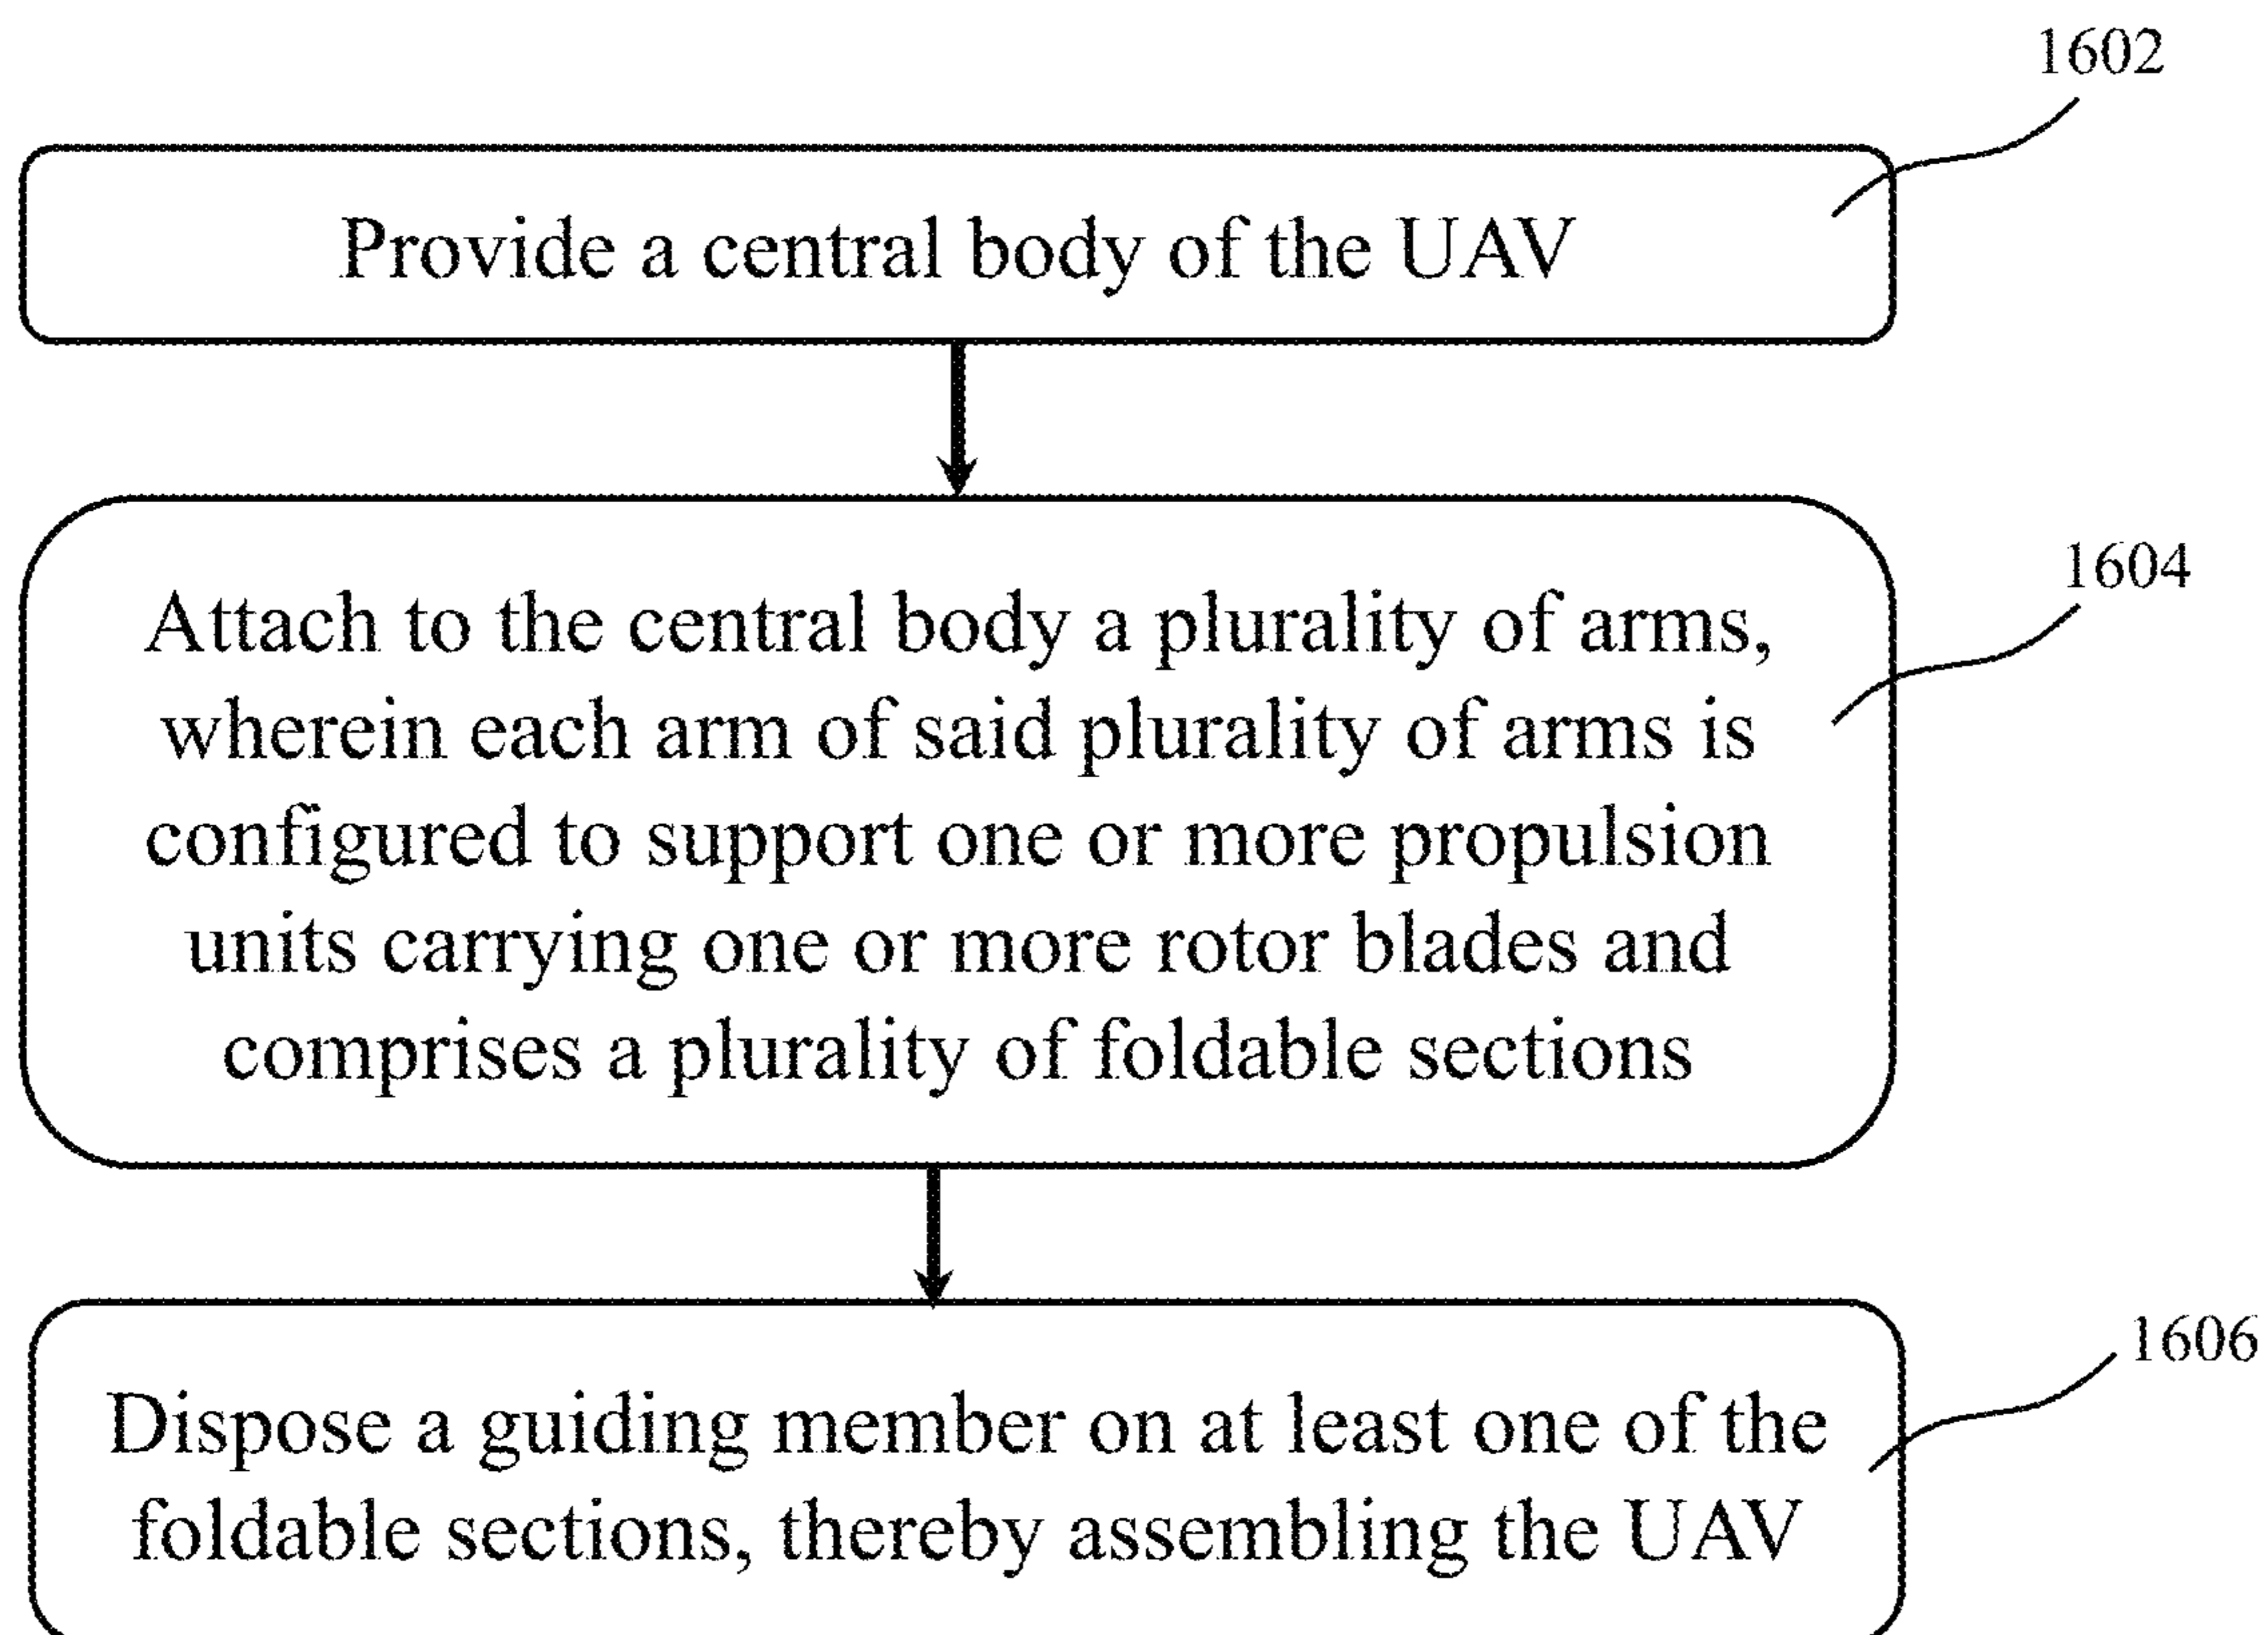 1602
Provide a central body of the UAV
1604
Attach to the central body a plurality of arms,
wherein each arm of said plurality of arms is
configured to support one or more propulsion
units carrying one or more rotor blades and
comprises a plurality of foldable sections
1606
Dispose a guiding member on at least one of the
foldable sections, thereby assembling the UAV